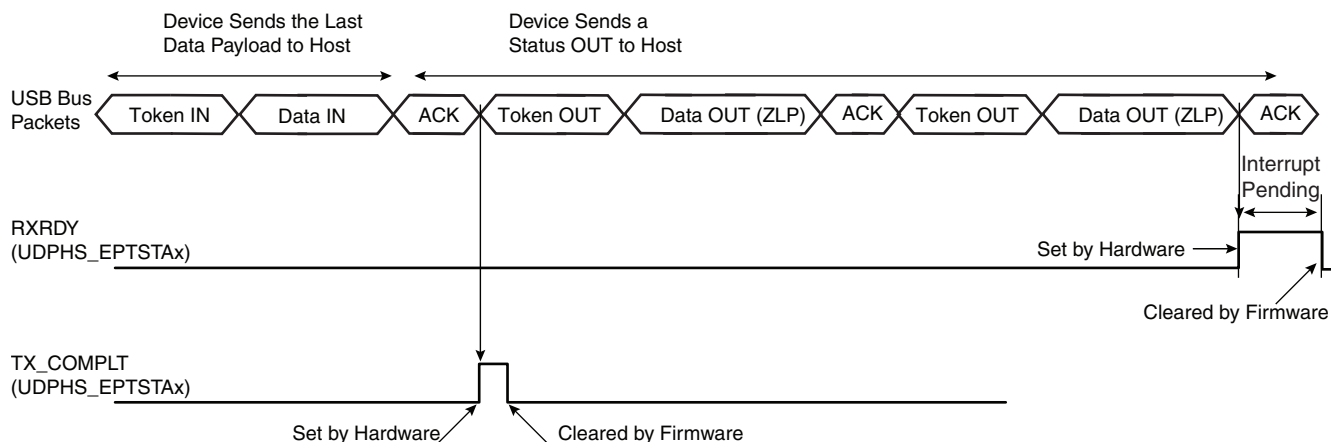 Device Sends the Last
Data Payload to Host
Device Sends a
Status OUT to Host
USB Bus
Packets
Token IN
Data IN
ACK
Token OUT
Data OUT (ZLP)
ACK
Token OUT
Data OUT (ZLP)
ACK
Interrupt
Pending
RXRDY
(UDPHS_EPTSTAx)
Set by Hardware
Cleared by Firmware
TX_COMPLT
(UDPHS_EPTSTAx)
Set by Hardware
Cleared by Firmware